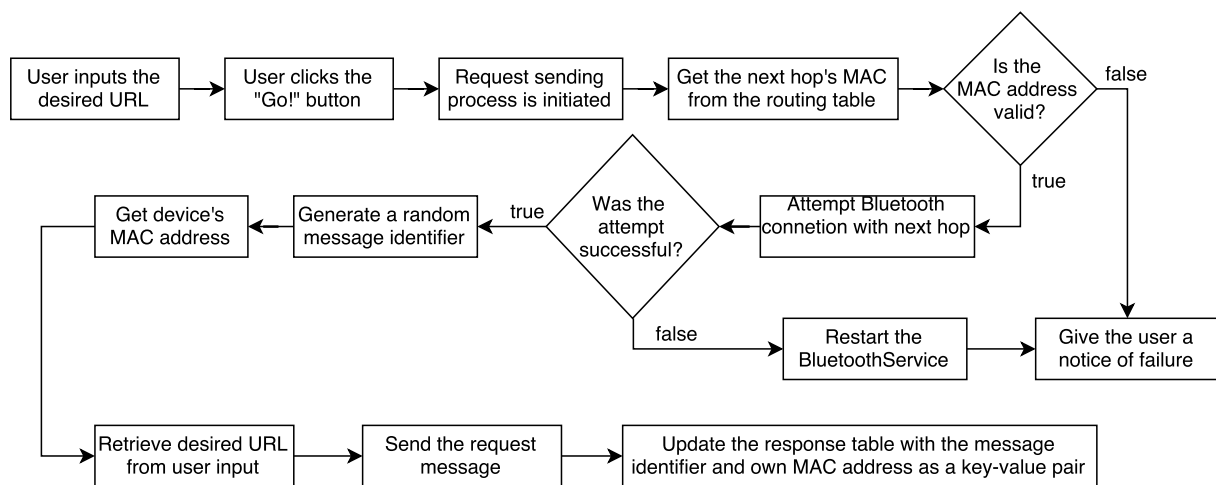 User inputs the
desired URL
User clicks the
"Go!" button
Request sending
process is initiated
Get the next hop's MAC
from the routing table
Is the
MAC address
valid?
false
true
Attempt Bluetooth
connetion with next hop
Was the
attempt
successful?
true
Generate a random
message identifier
Get device's
MAC address
false
Restart the
BluetoothService
Give the user a
notice of failure
Retrieve desired URL
from user input
Send the request
message
Update the response table with the message
identifier and own MAC address as a key-value pair